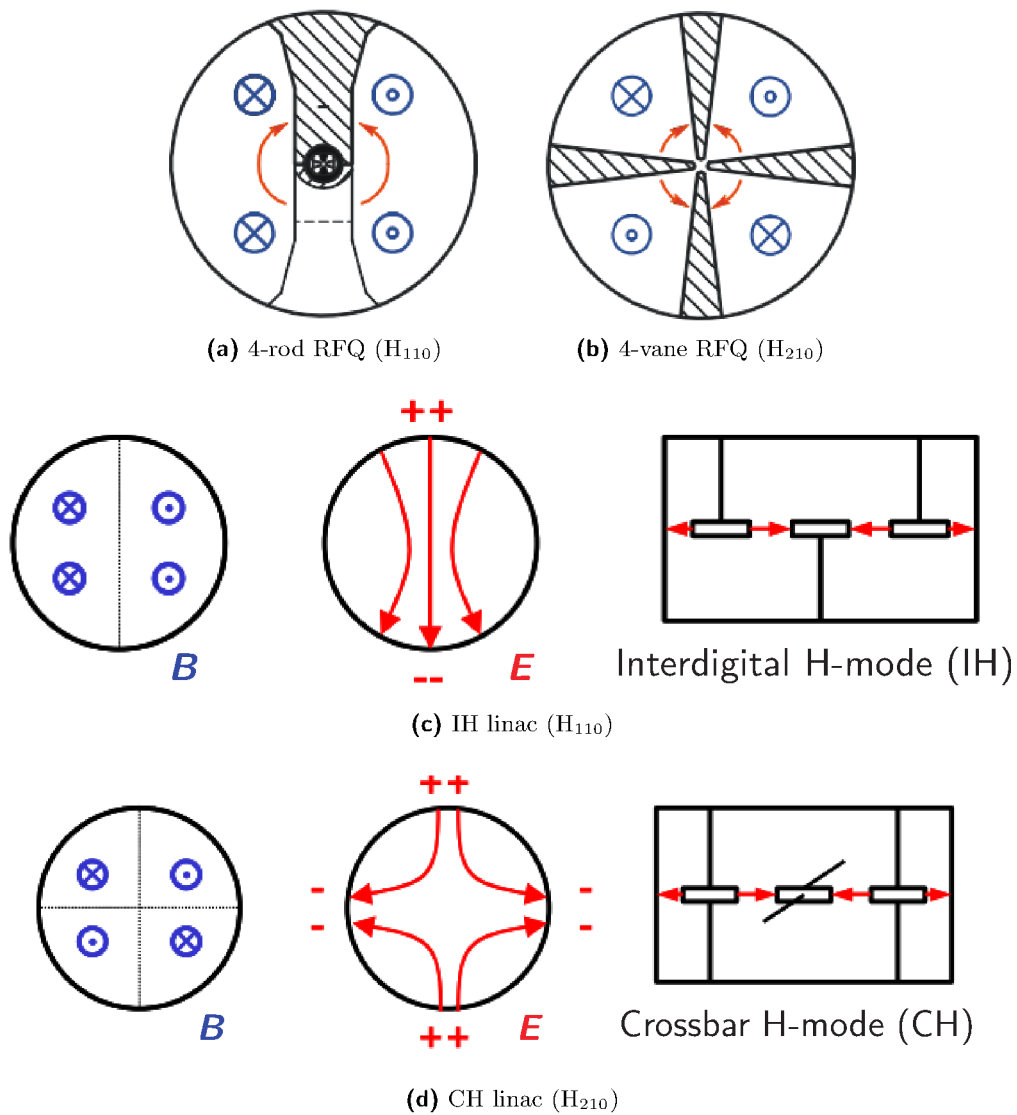 (a) 4-rod RFQ (H₁₁₀)
(b) 4-vane RFQ (H₂₁₀)
++
--
B
E
Interdigital H-mode (IH)
(c) IH linac (H₁₁₀)
++
- -
- -
++
B
E
Crossbar H-mode (CH)
(d) CH linac (H₂₁₀)